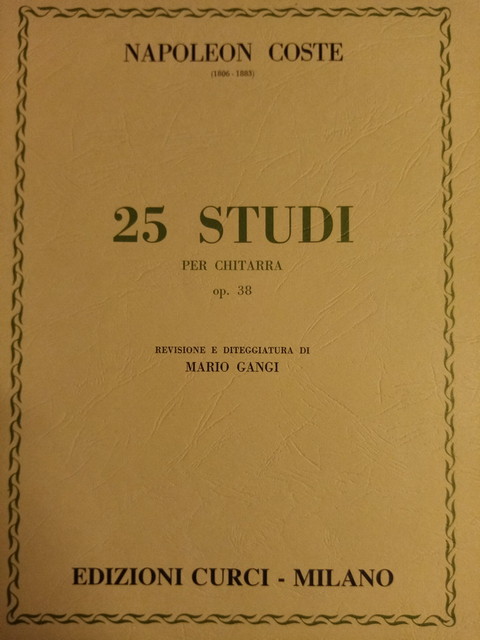 NAPOLEON COSTE
(1806 - 1883)
25 STUDI
PER CHITARRA
op. 38
REVISIONE E DITEGGIATURA DI
MARIO GANGI
EDIZIONI CURCI - MILANO